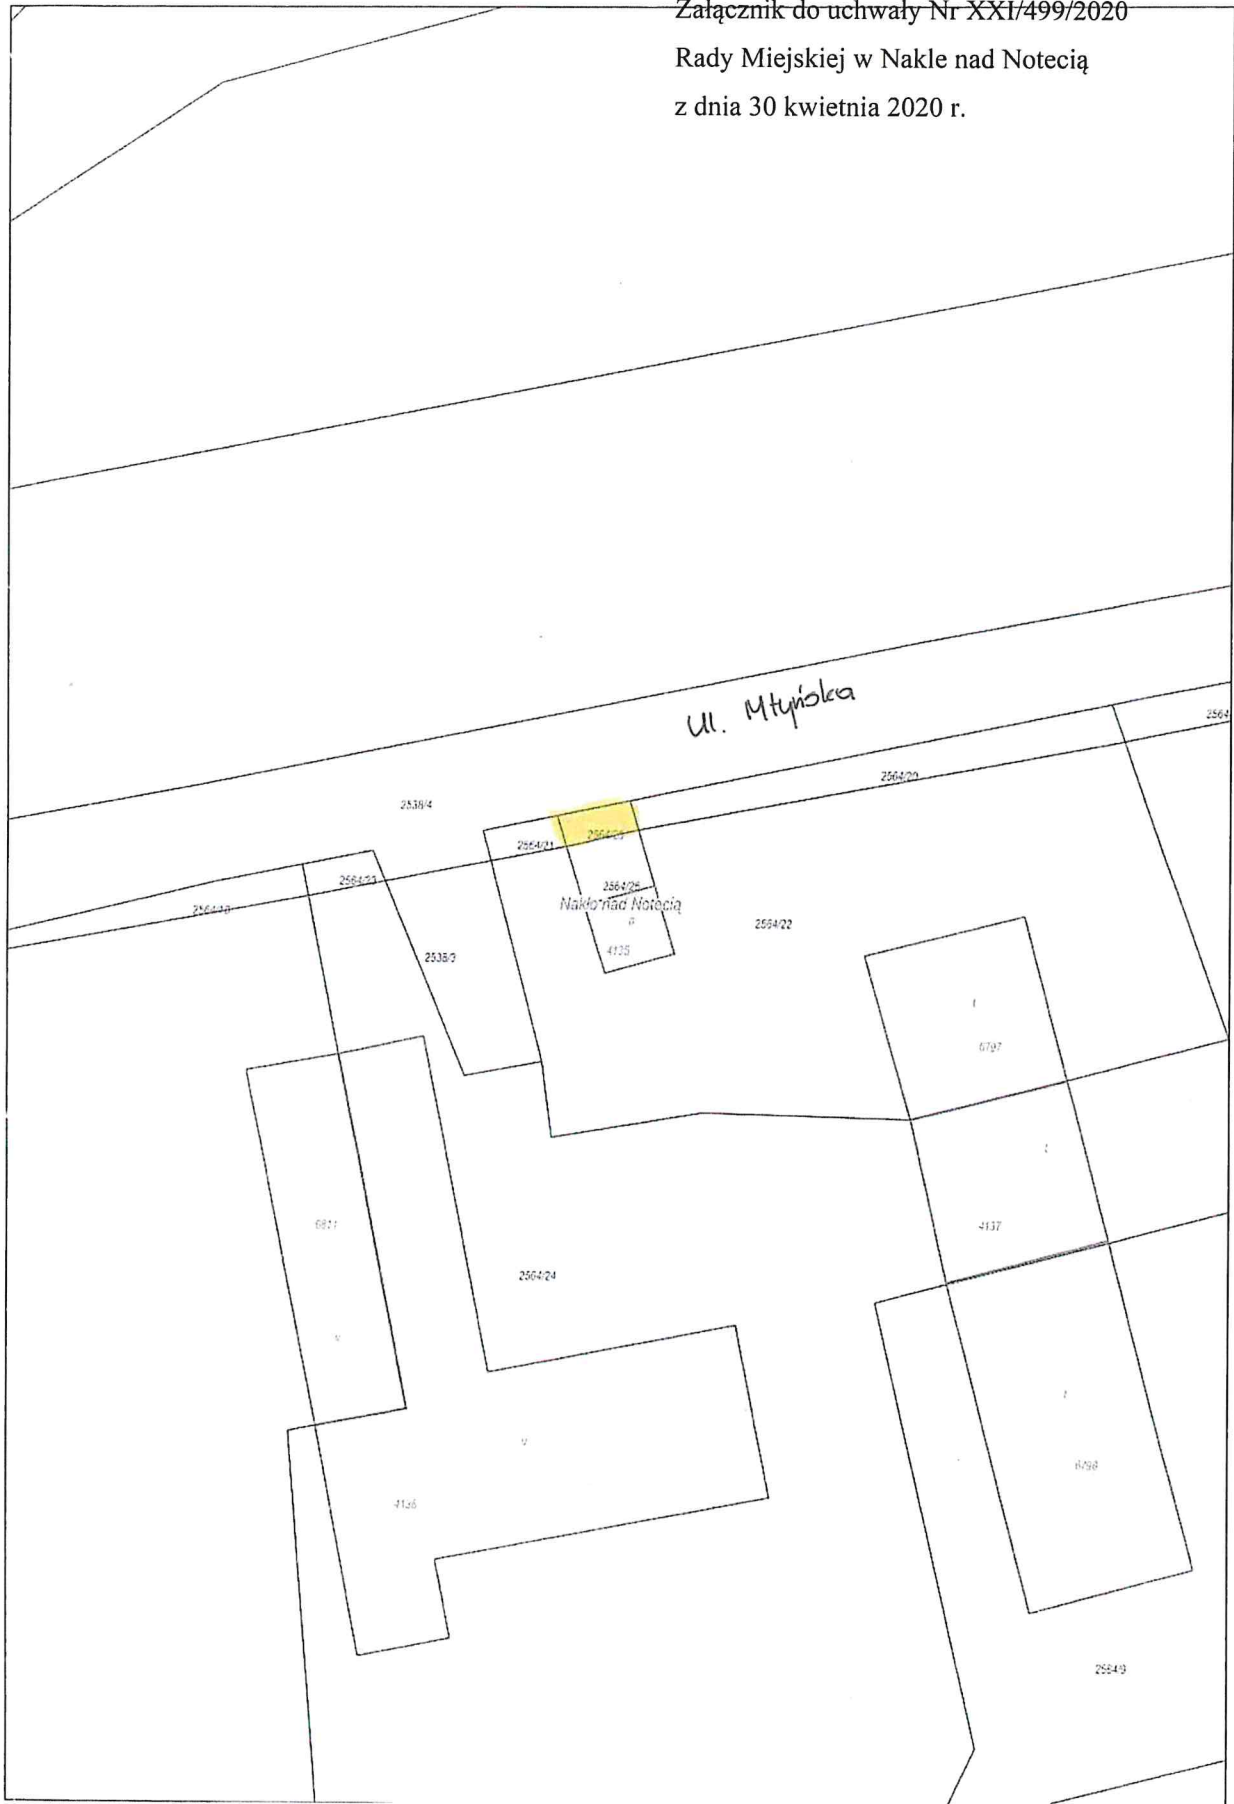 Załącznik do uchwały Nr XXI/499/2020
Rady Miejskiej w Nakle nad Notecią
z dnia 30 kwietnia 2020 r.
Ul. Młyńska
2564
2564/20
2538/4
2564/21
2564/23
2564/26
Nakło nad Notecią
2564/22
4135
2538/3
i
6797
i
4137
6811
2564/24
v
i
v
6798
4136
2564/9